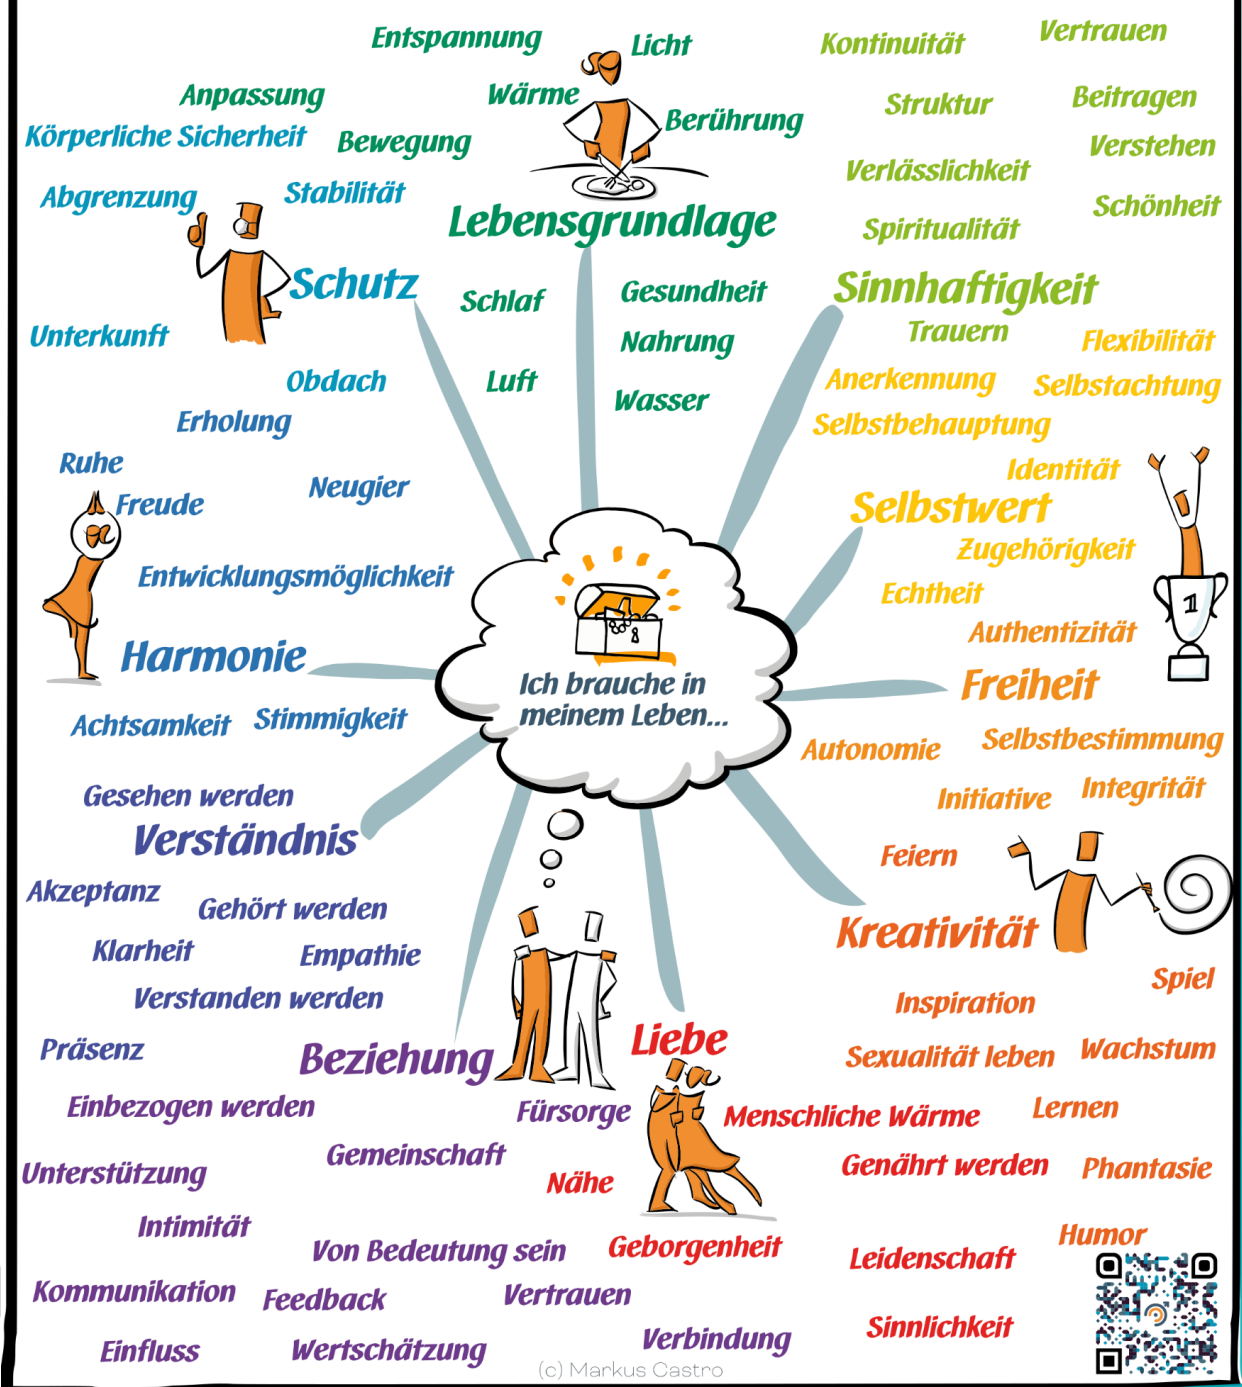 Entspannung
Licht
Wärme
Berührung
Anpassung
Bewegung
Lebensgrundlage
Schlaf
Gesundheit
Nahrung
Luft
Wasser
Kontinuität
Vertrauen
Struktur
Beitragen
Verstehen
Verlässlichkeit
Schönheit
Spiritualität
Sinnhaftigkeit
Trauern
Körperliche Sicherheit
Abgrenzung
Stabilität
Schutz
Unterkunft
Obdach
Flexibilität
Anerkennung
Selbstachtung
Selbstbehauptung
Identität
Selbstwert
Zugehörigkeit
Echtheit
1
Erholung
Ruhe
Freude
Neugier
Entwicklungsmöglichkeit
Harmonie
Achtsamkeit
Stimmigkeit
Ich brauche in
meinem Leben...
Authentizität
Freiheit
Autonomie
Selbstbestimmung
Initiative
Integrität
Gesehen werden
Verständnis
Akzeptanz
Gehört werden
Klarheit
Empathie
Verstanden werden
Präsenz
Feiern
Kreativität
Spiel
Inspiration
Sexualität leben
Wachstum
Lernen
Phantasie
Humor
Beziehung
Einbezogen werden
Fürsorge
Gemeinschaft
Unterstützung
Intimität
Von Bedeutung sein
Kommunikation
Feedback
Vertrauen
Einfluss
Wertschätzung
Verbindung
Liebe
Menschliche Wärme
Genährt werden
Nähe
Geborgenheit
Leidenschaft
Sinnlichkeit
(c) Markus Castro